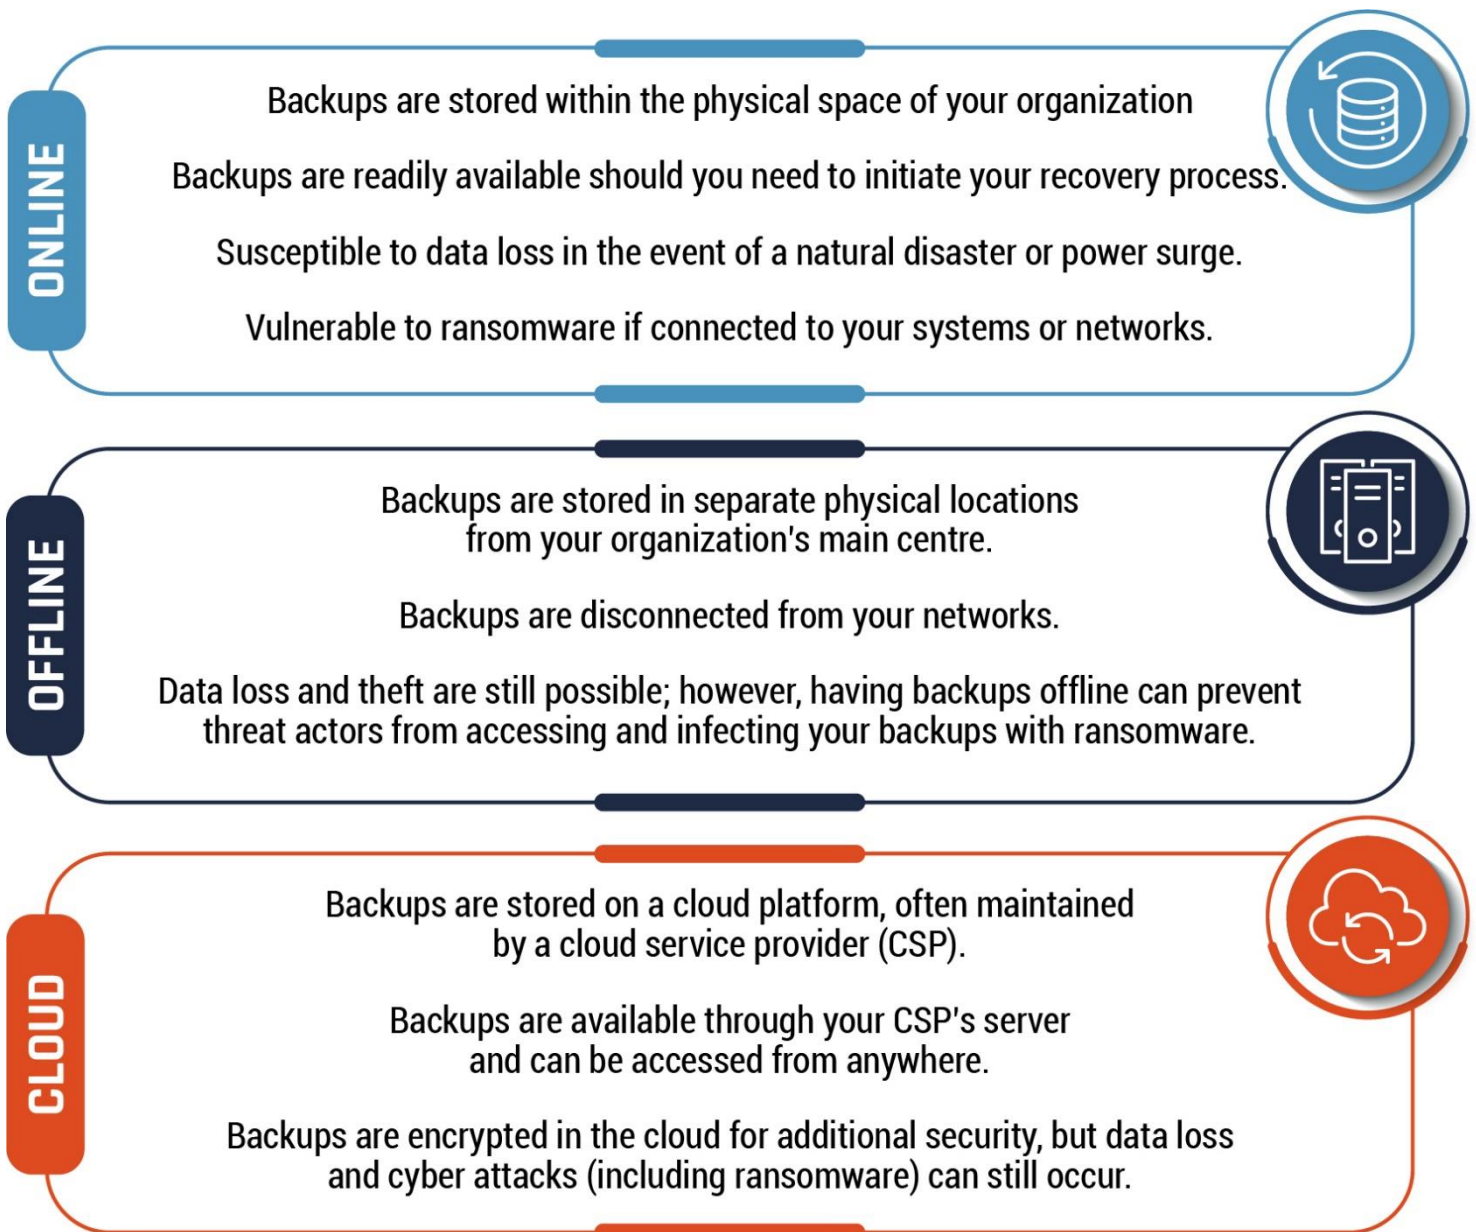 ONLINE
Backups are stored within the physical space of your organization
Backups are readily available should you need to initiate your recovery process.
Susceptible to data loss in the event of a natural disaster or power surge.
Vulnerable to ransomware if connected to your systems or networks.
OFFLINE
Backups are stored in separate physical locations
from your organization's main centre.
Backups are disconnected from your networks.
Data loss and theft are still possible; however, having backups offline can prevent
threat actors from accessing and infecting your backups with ransomware.
CLOUD
Backups are stored on a cloud platform, often maintained
by a cloud service provider (CSP).
Backups are available through your CSP's server
and can be accessed from anywhere.
Backups are encrypted in the cloud for additional security, but data loss
and cyber attacks (including ransomware) can still occur.